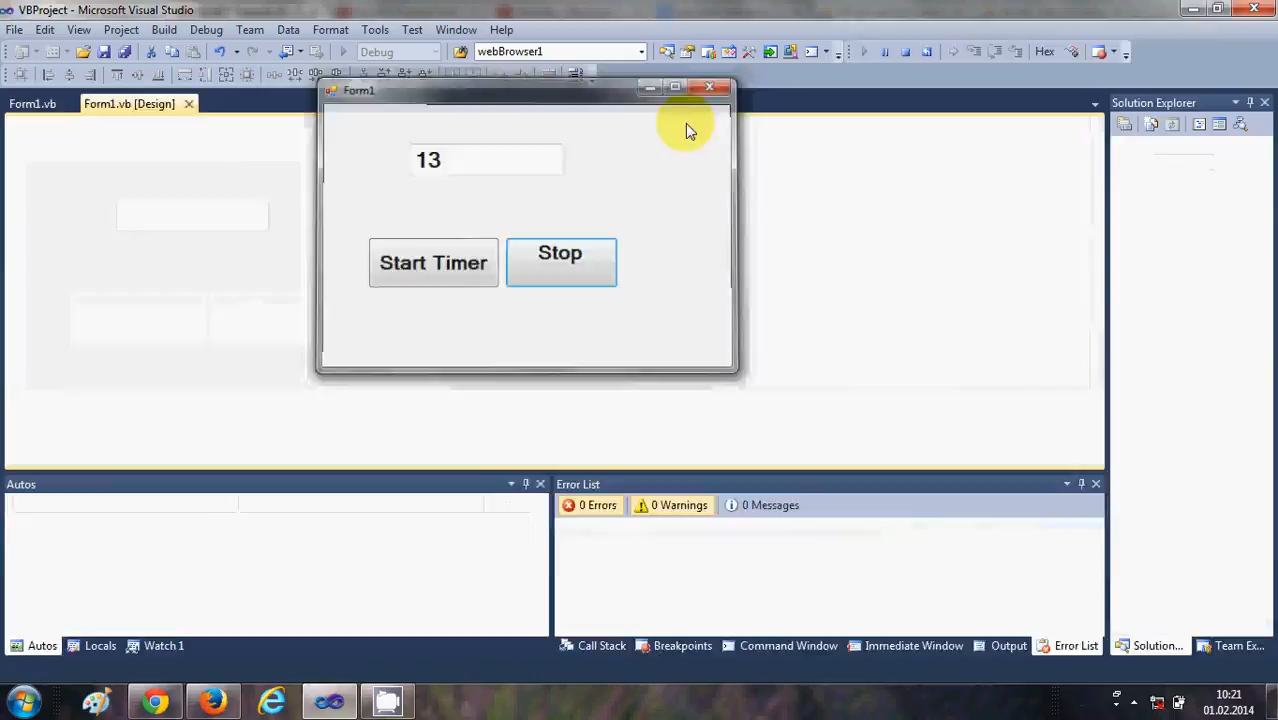 VBProject - Microsoft Visual Studio
File Edit View Project Build Debug Team Data Format Tools Test Window Help
Debug webBrowser1 Hex
Form1.vb Form1.vb [Design]
Solution Explorer
Form1
13
Start Timer Stop
Autos
Error List
0 Errors 0 Warnings 0 Messages
Autos Locals Watch 1
Call Stack Breakpoints Command Window Immediate Window Output Error List
Solution... Team Ex...
10:21
01.02.2014